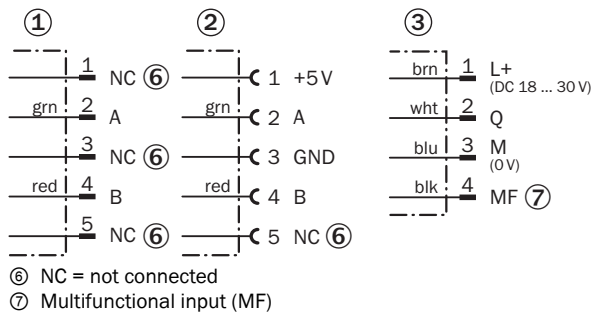 ① ② ③
1 NC ⑥
grn 2 A
3 NC ⑥
red 4 B
5 NC ⑥
1 +5 V
grn 2 A
3 GND
red 4 B
5 NC ⑥
brn 1 L+
(DC 18 ... 30 V)
wht 2 Q
blu 3 M
(0 V)
blk 4 MF ⑦
⑥ NC = not connected
⑦ Multifunctional input (MF)